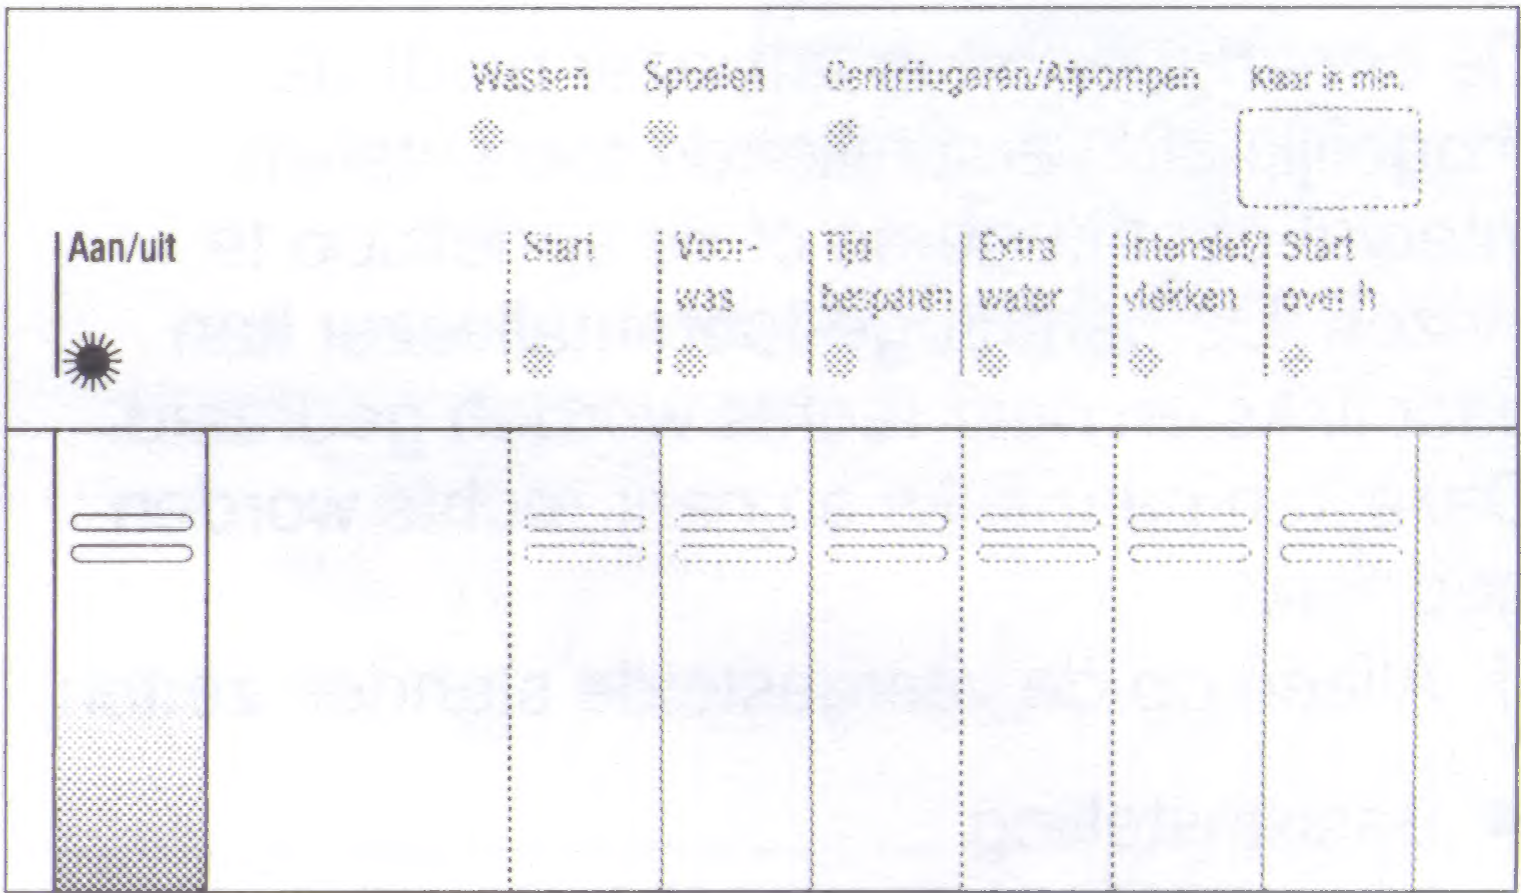 Wassen Spoelen Centrifugeren/Afpompen Klaar in min.
Aan/uit Start Voor- Tijd Extra Intensief/ Start
was besparen water vlekken over h